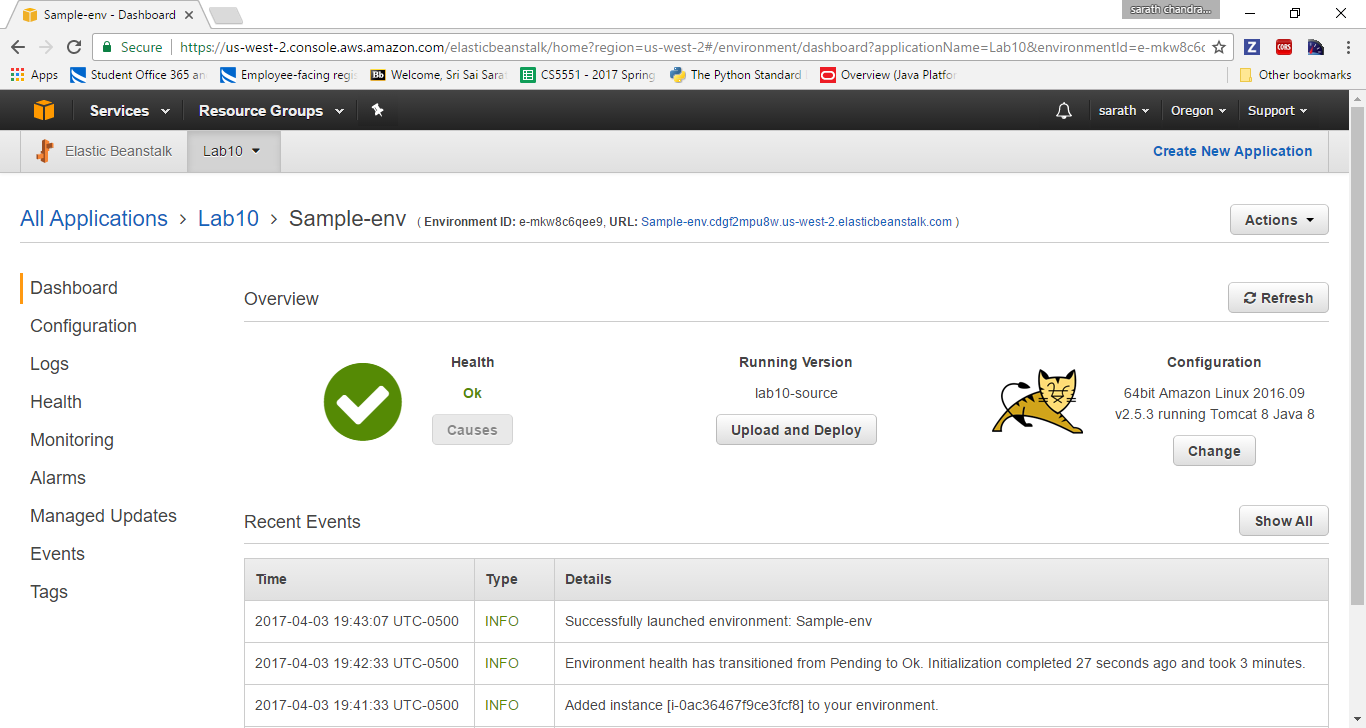 Sample-env - Dashboard
sarath chandra...
Secure
https://us-west-2.console.aws.amazon.com/elasticbeanstalk/home?region=us-west-2#/environment/dashboard?applicationName=Lab10&environmentId=e-mkw8c6q
Apps
Student Office 365 an
Employee-facing regis
Bb Welcome, Sri Sai Sarat
CS5551 - 2017 Spring
The Python Standard
Overview (Java Platfor
Other bookmarks
Z
CORS
Services
Resource Groups
sarath
Oregon
Support
Elastic Beanstalk
Lab10
Create New Application
All Applications > Lab10 > Sample-env ( Environment ID: e-mkw8c6qee9, URL: Sample-env.cdgf2mpu8w.us-west-2.elasticbeanstalk.com )
Actions
Dashboard
Configuration
Logs
Health
Monitoring
Alarms
Managed Updates
Events
Tags
Overview
Refresh
Health
Ok
Causes
Running Version
lab10-source
Upload and Deploy
Configuration
64bit Amazon Linux 2016.09
v2.5.3 running Tomcat 8 Java 8
Change
Recent Events
Show All
Time Type Details
2017-04-03 19:43:07 UTC-0500 INFO Successfully launched environment: Sample-env
2017-04-03 19:42:33 UTC-0500 INFO Environment health has transitioned from Pending to Ok. Initialization completed 27 seconds ago and took 3 minutes.
2017-04-03 19:41:33 UTC-0500 INFO Added instance [i-0ac36467f9ce3fcf8] to your environment.